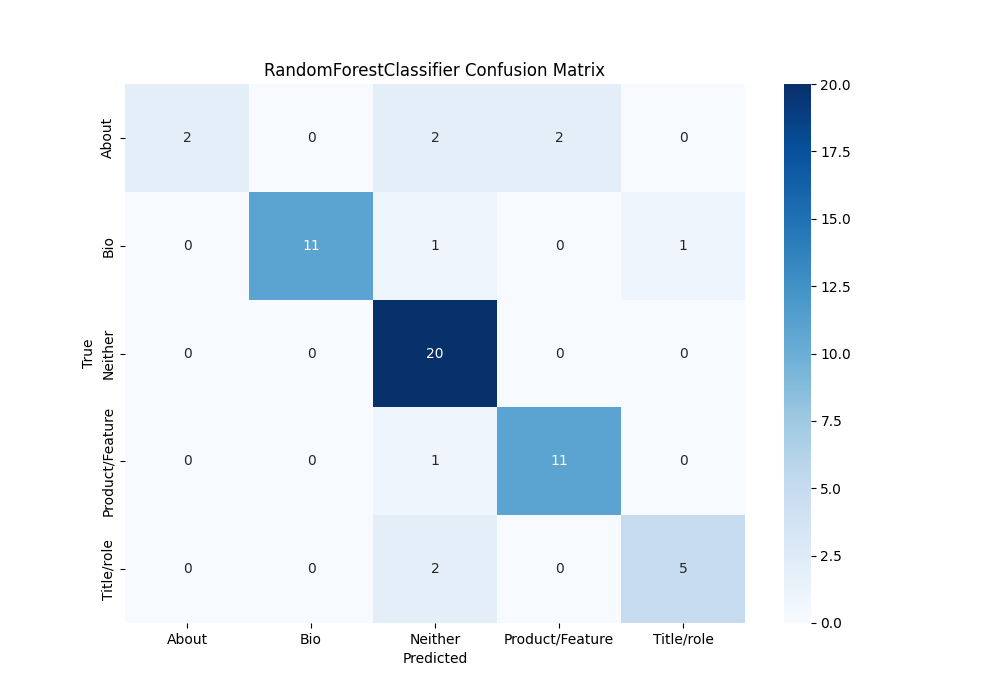 RandomForestClassifier Confusion Matrix
True
About
2 0 2 2 0
Bio
0 11 1 0 1
Neither
0 0 20 0 0
Product/Feature
0 0 1 11 0
Title/role
0 0 2 0 5
About Bio Neither Product/Feature Title/role
Predicted
20.0
17.5
15.0
12.5
10.0
7.5
5.0
2.5
0.0